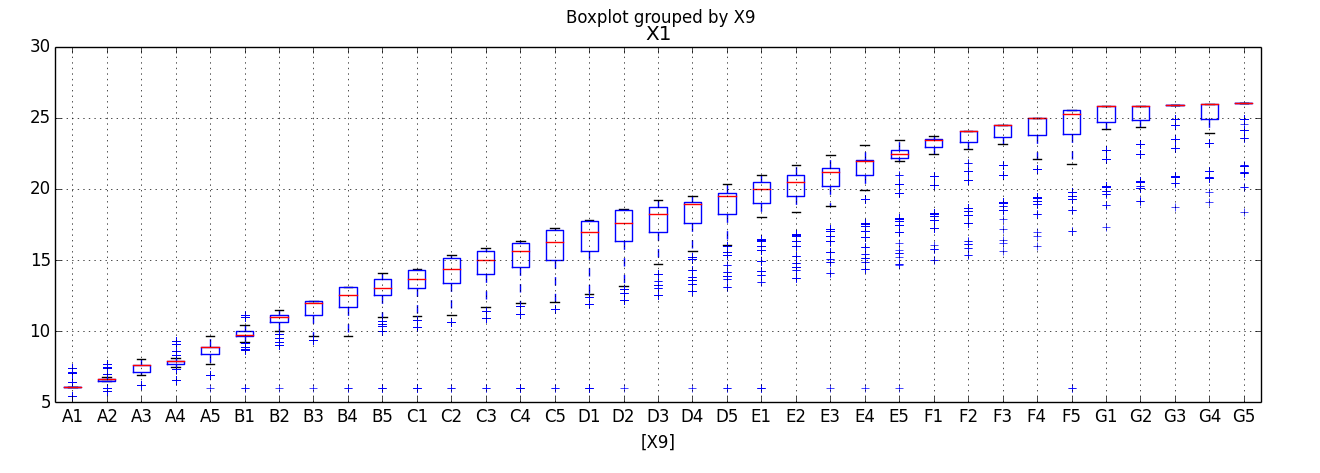 Boxplot grouped by X9
X1
30
25
20
15
10
5
A1 A2 A3 A4 A5 B1 B2 B3 B4 B5 C1 C2 C3 C4 C5 D1 D2 D3 D4 D5 E1 E2 E3 E4 E5 F1 F2 F3 F4 F5 G1 G2 G3 G4 G5
[X9]